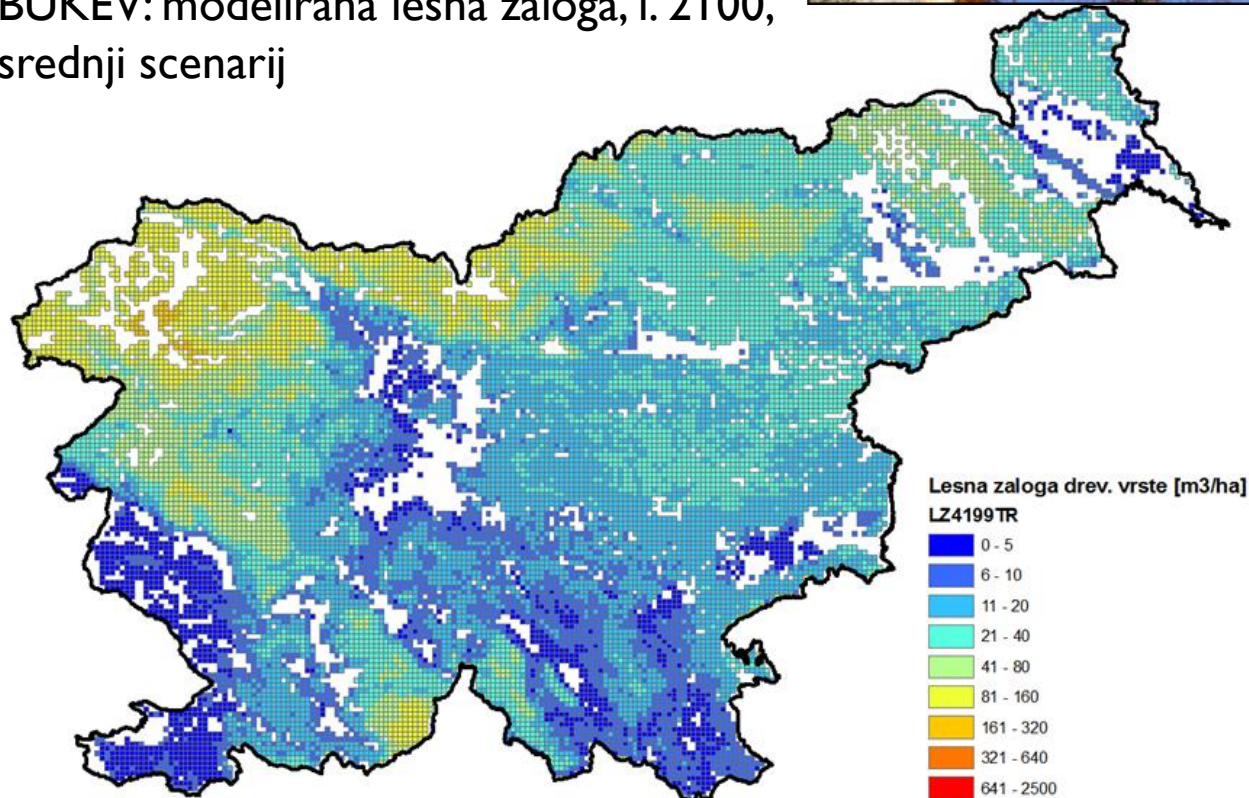 BUKEV: modelirana lesna zaloga, l. 2100,
srednji scenarij
Lesna zaloga drev. vrste [m3/ha]
LZ4199TR
0 - 5
6 - 10
11 - 20
21 - 40
41 - 80
81 - 160
161 - 320
321 - 640
641 - 2500